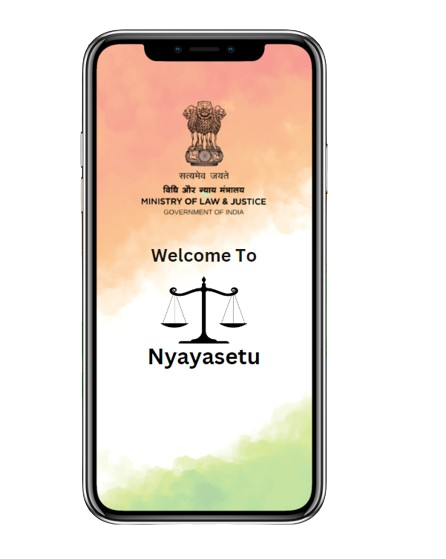 सत्यमेव जयते
विधि और न्याय मंत्रालय
MINISTRY OF LAW & JUSTICE
GOVERNMENT OF INDIA
Welcome To
Nyayasetu